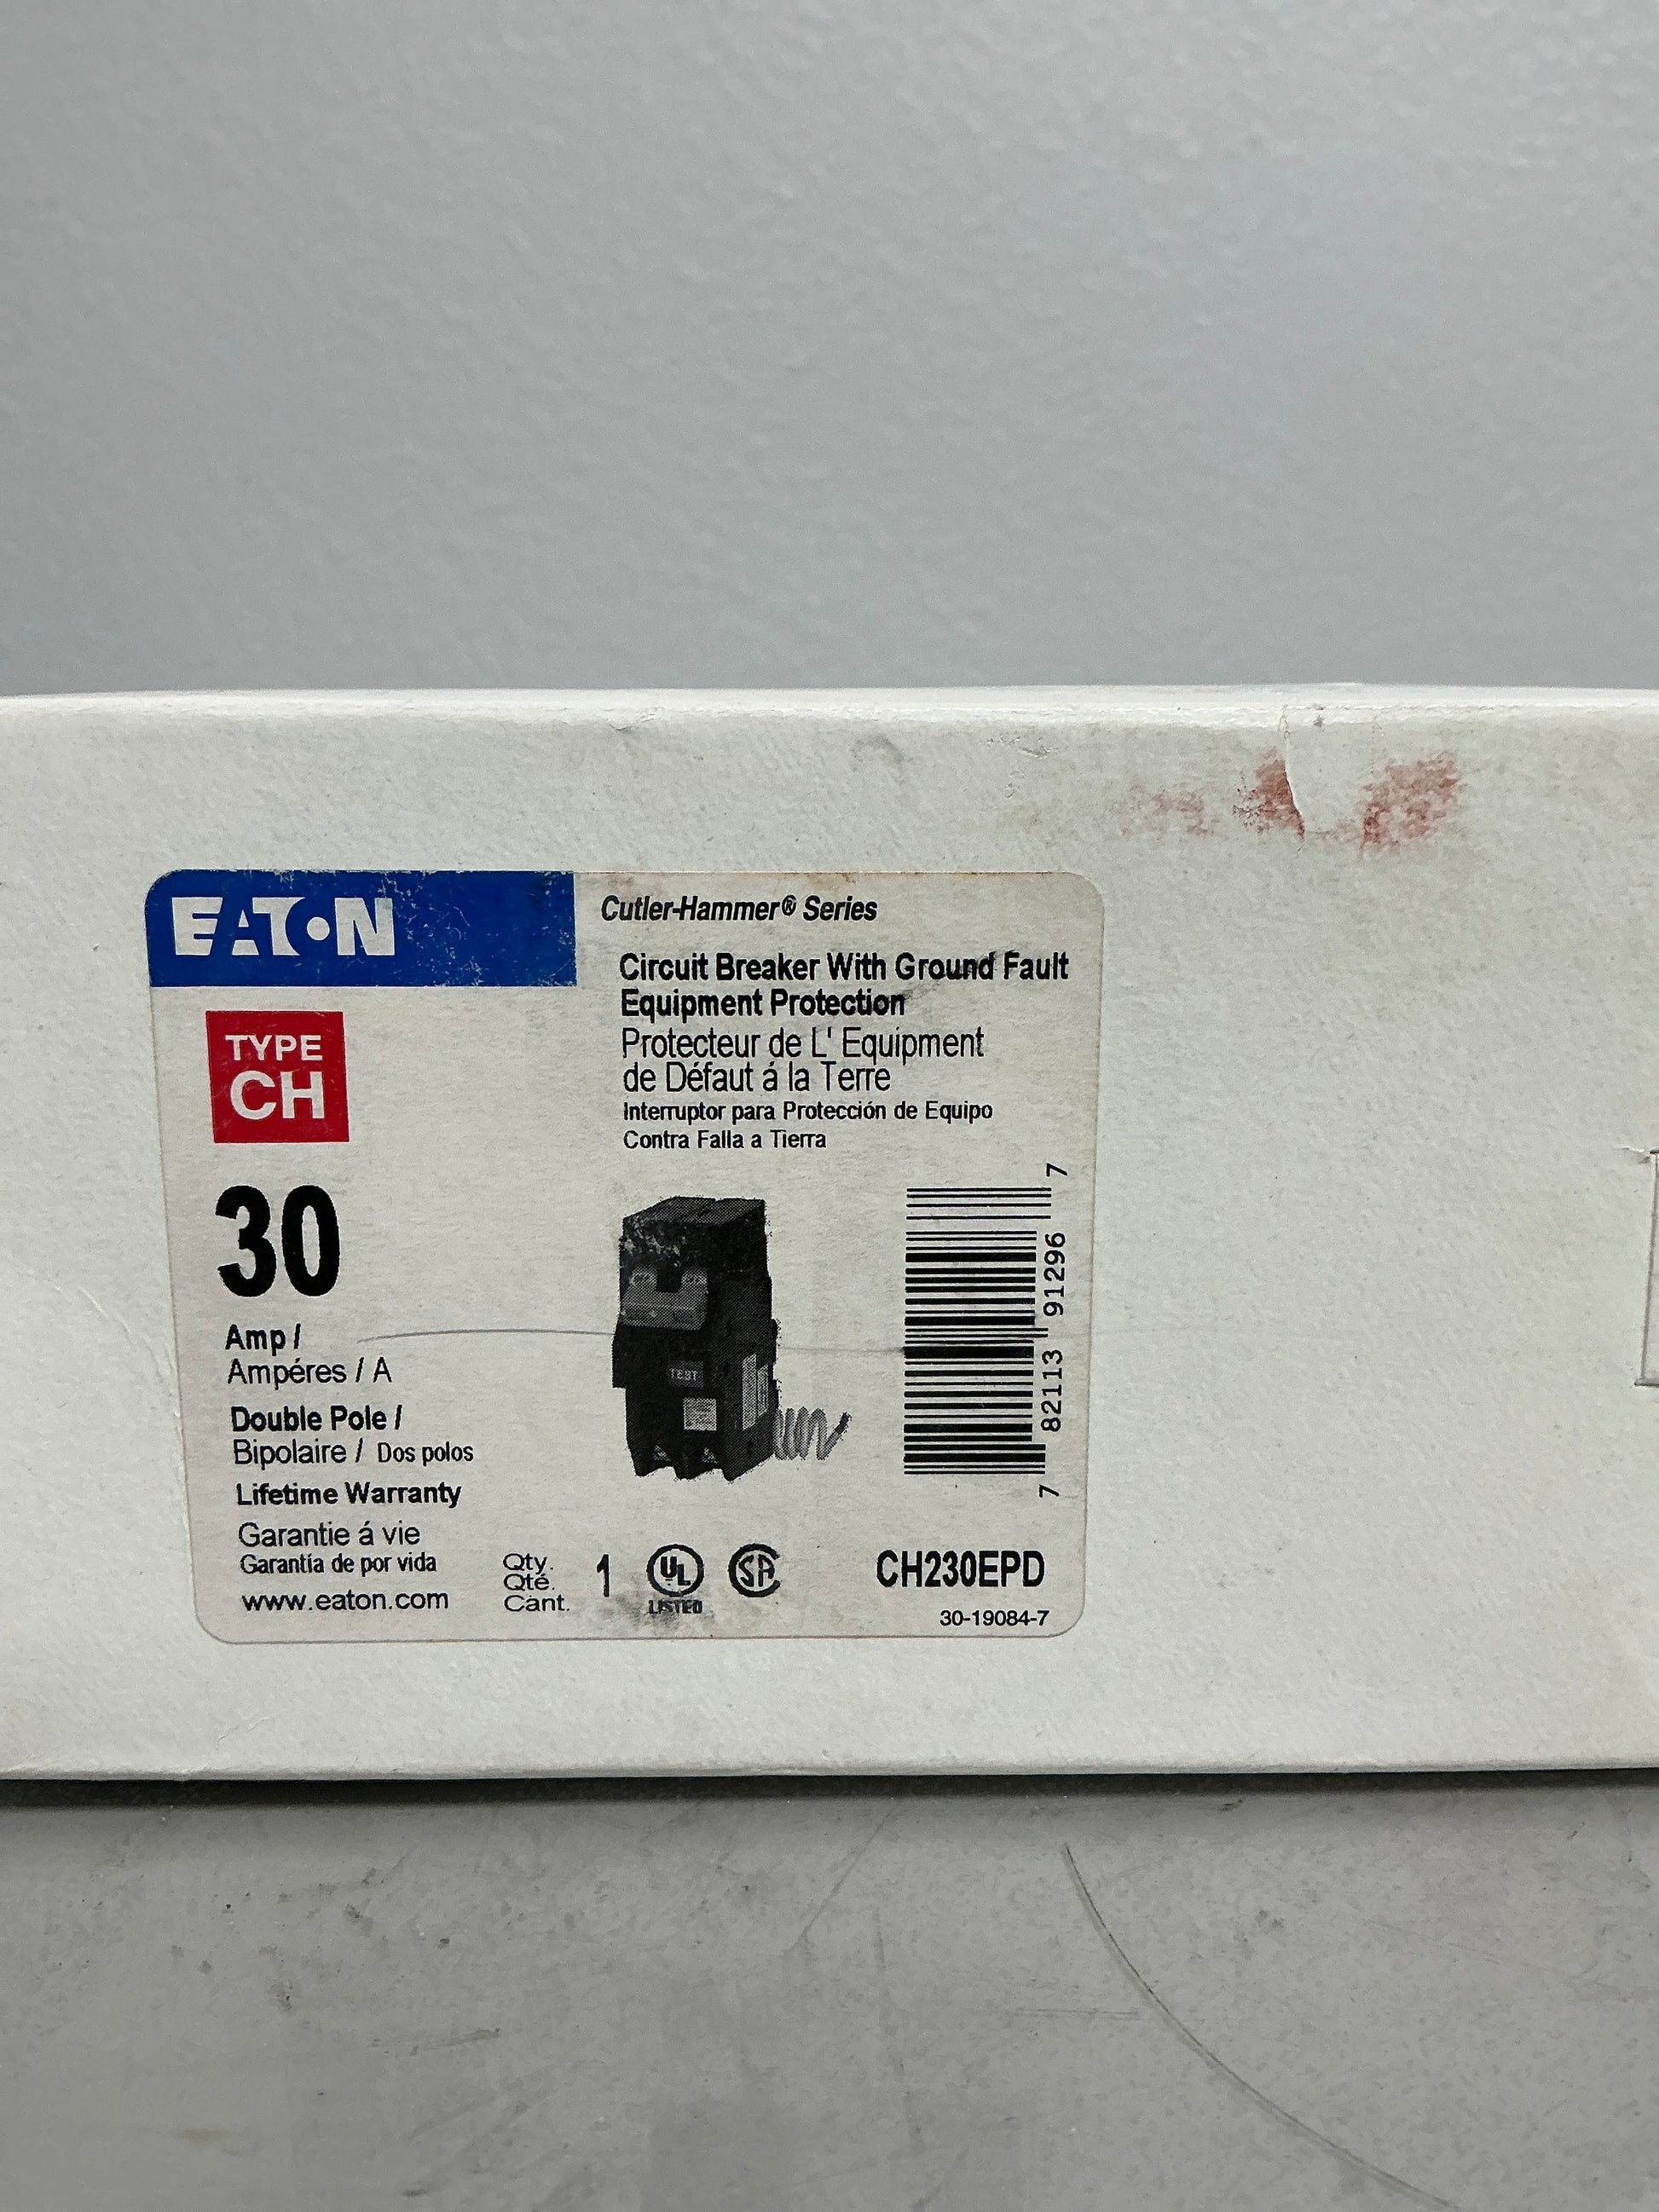 EATON
Cutler-Hammer® Series
Circuit Breaker With Ground Fault
Equipment Protection
Protecteur de L' Equipment
de Défaut á la Terre
Interruptor para Protección de Equipo
Contra Falla a Tierra
TYPE
CH
30
Amp /
Ampéres / A
Double Pole /
Bipolaire / Dos polos
Lifetime Warranty
Garantie á vie
Garantía de por vida
www.eaton.com
TEST
7 82113 91296 7
Qty.
Qté.
Cant.
1
UL
LISTED
SA
CH230EPD
30-19084-7